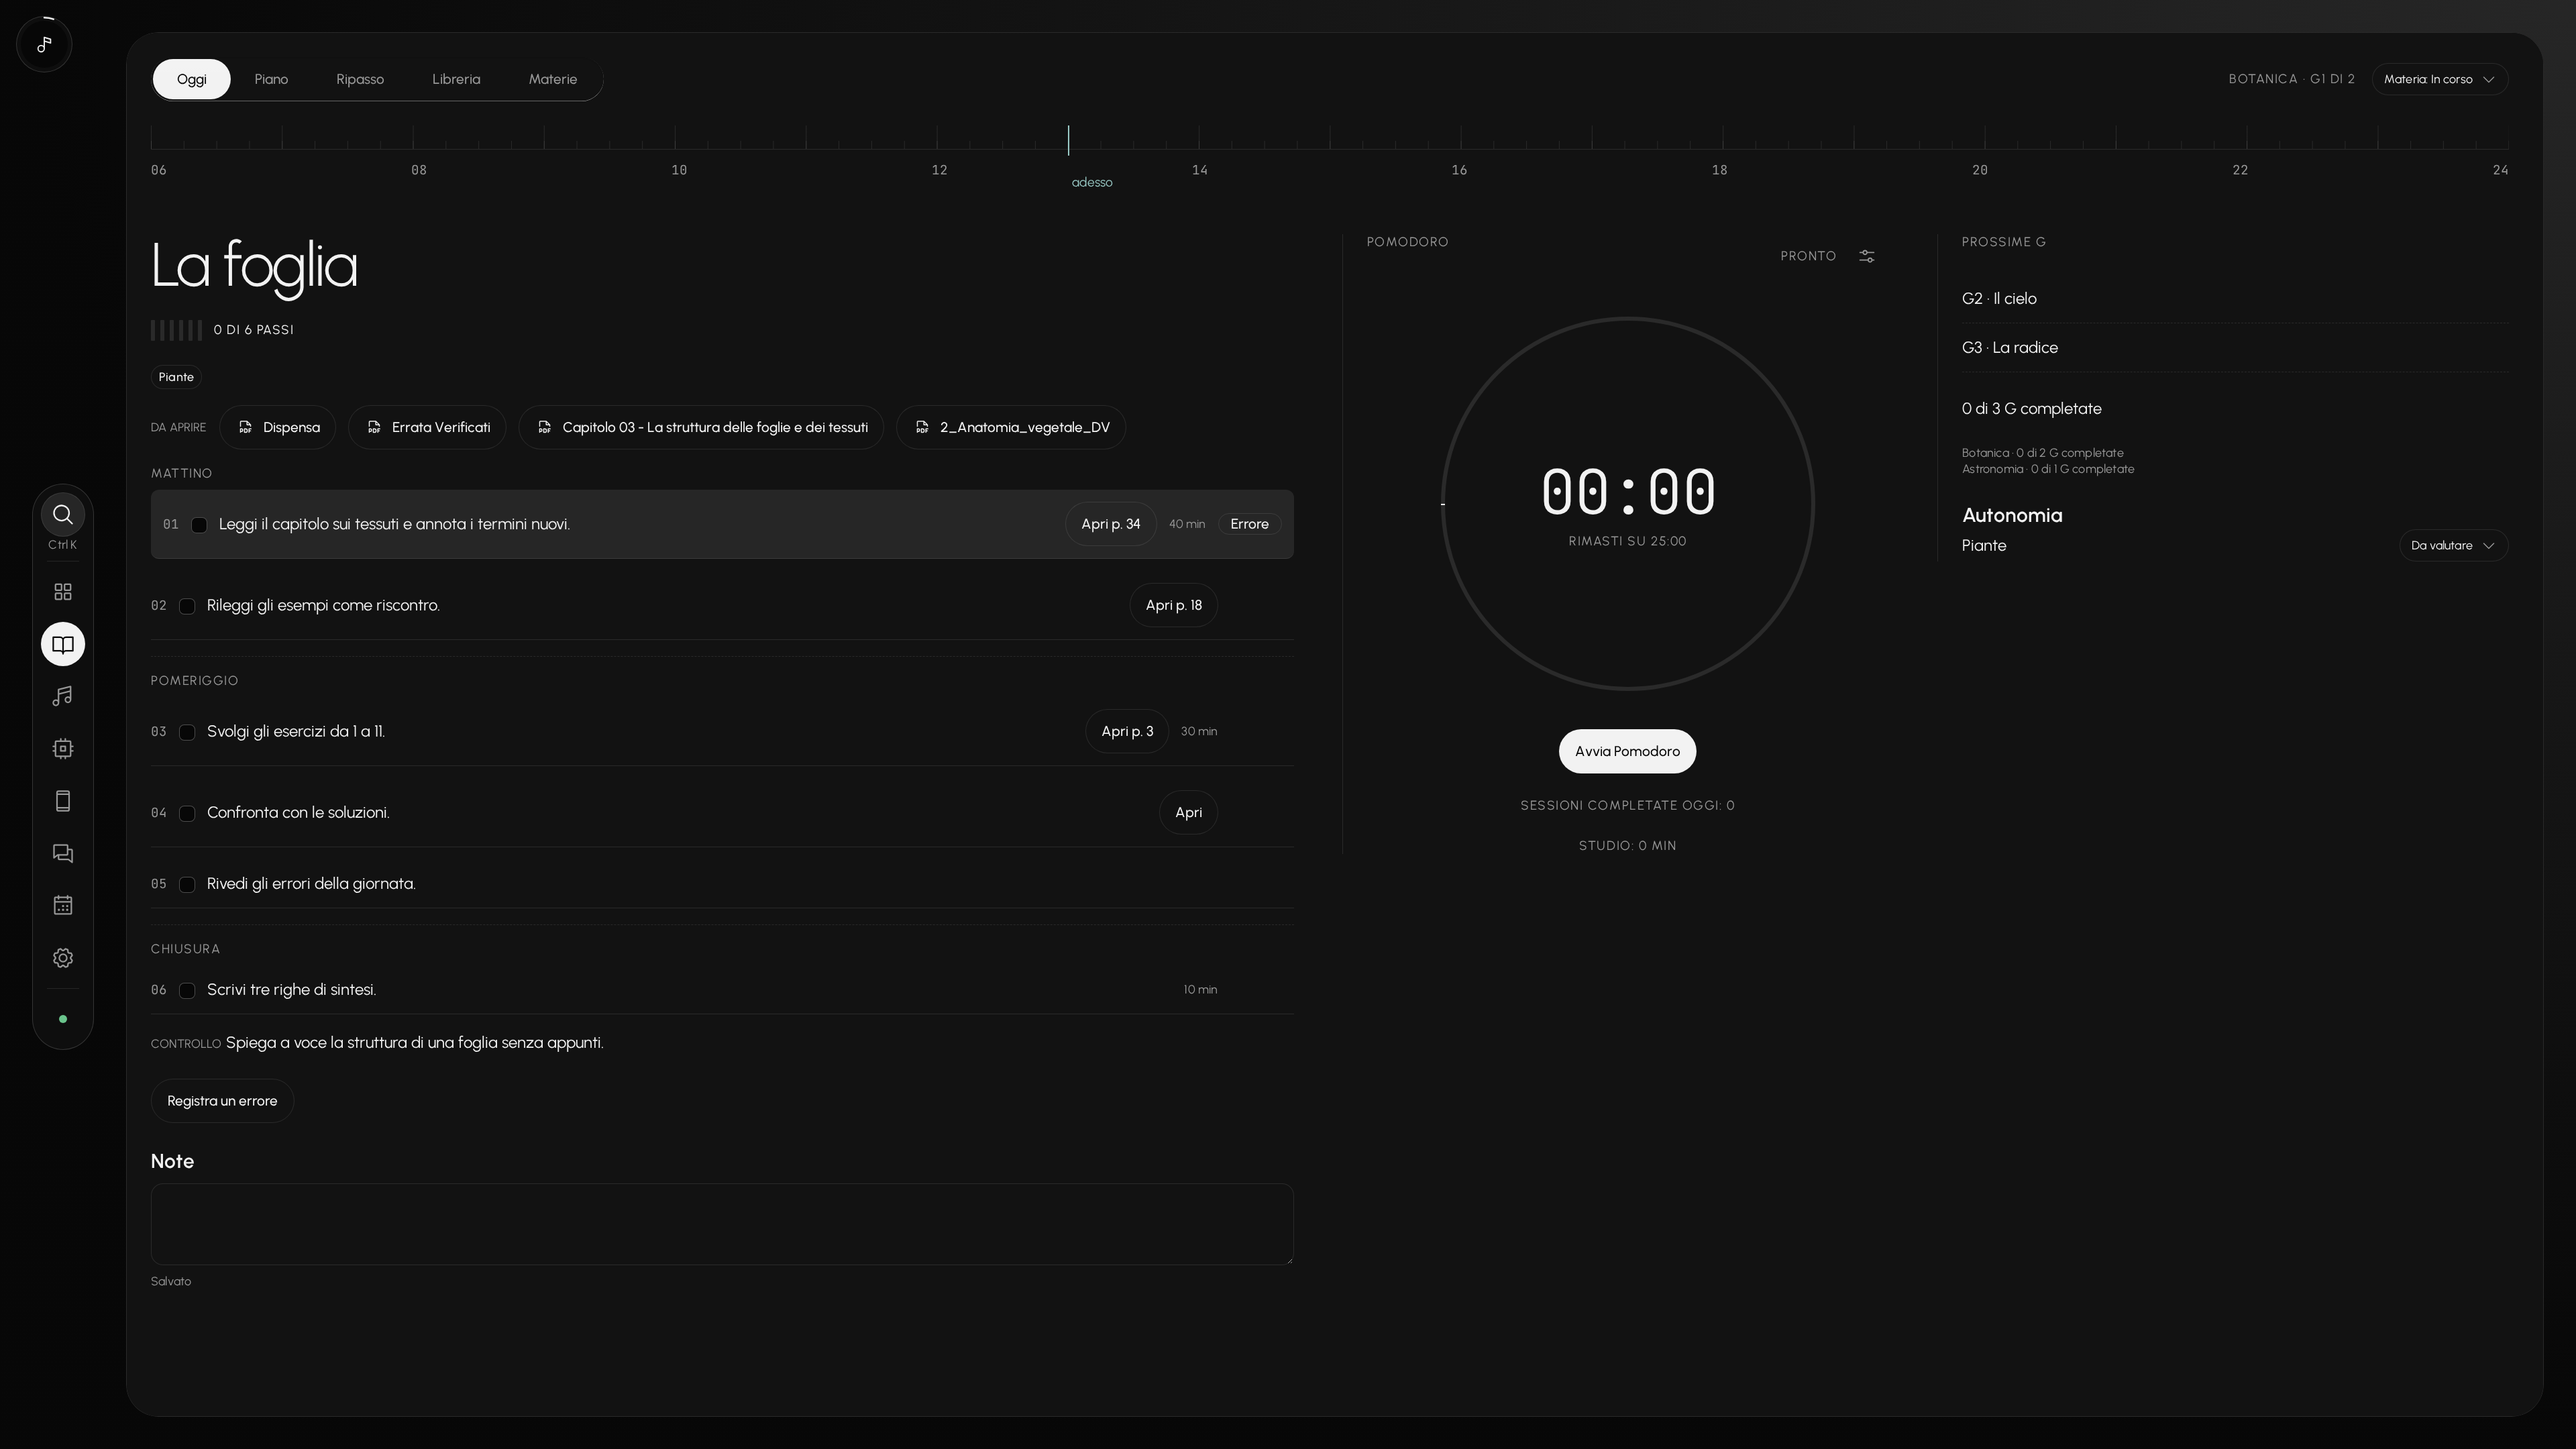 Oggi Piano Ripasso Libreria Materie
BOTANICA · G1 DI 2 Materia: In corso
06 08 10 12 14 16 18 20 22 24
adesso
La foglia
0 DI 6 PASSI
Piante
DA APRIRE Dispensa Errata Verificati Capitolo 03 - La struttura delle foglie e dei tessuti 2_Anatomia_vegetale_DV
MATTINO
01 Leggi il capitolo sui tessuti e annota i termini nuovi. Apri p. 34 40 min Errore
02 Rileggi gli esempi come riscontro. Apri p. 18
POMERIGGIO
03 Svolgi gli esercizi da 1 a 11. Apri p. 3 30 min
04 Confronta con le soluzioni. Apri
05 Rivedi gli errori della giornata.
CHIUSURA
06 Scrivi tre righe di sintesi. 10 min
CONTROLLO Spiega a voce la struttura di una foglia senza appunti.
Registra un errore
Note
Salvato
POMODORO
PRONTO
00:00
RIMASTI SU 25:00
Avvia Pomodoro
SESSIONI COMPLETATE OGGI: 0
STUDIO: 0 MIN
PROSSIME G
G2 · Il cielo
G3 · La radice
0 di 3 G completate
Botanica · 0 di 2 G completate
Astronomia · 0 di 1 G completate
Autonomia
Piante Da valutare
Ctrl K
PDF
PDF
PDF
PDF